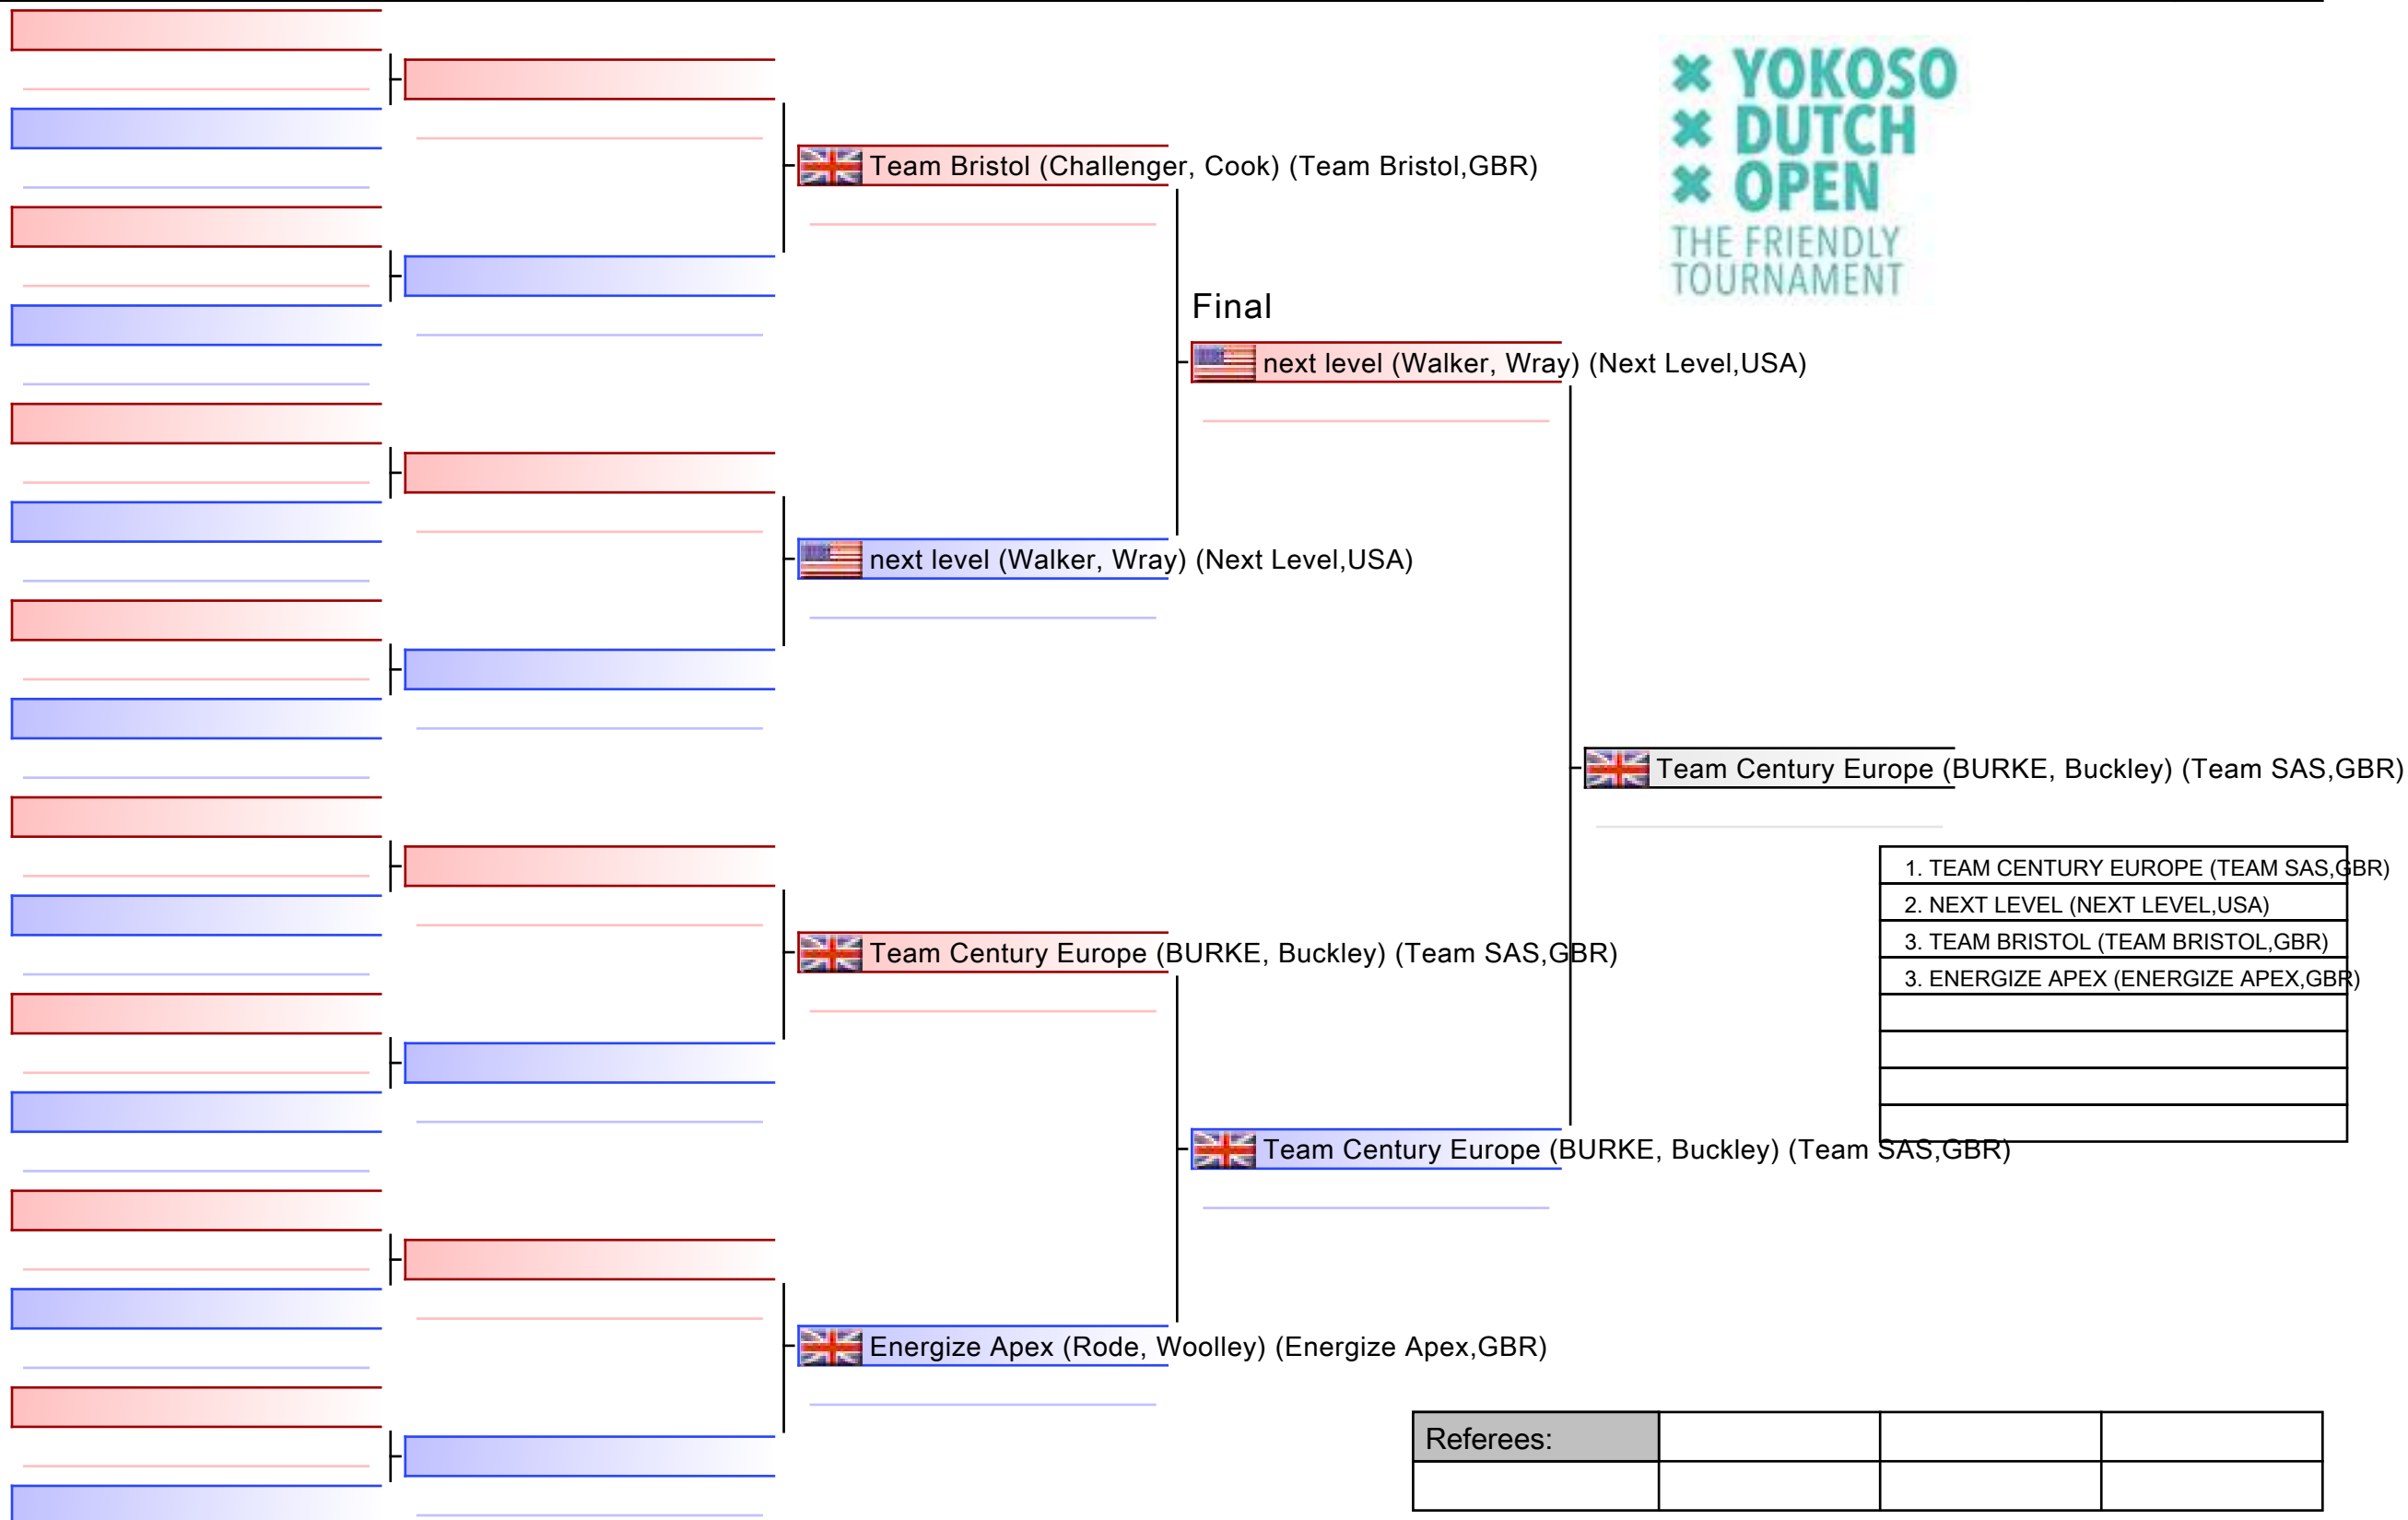 YOKOSO
DUTCH
OPEN
THE FRIENDLY
TOURNAMENT
Team Bristol (Challenger, Cook) (Team Bristol,GBR)
Final
next level (Walker, Wray) (Next Level,USA)
next level (Walker, Wray) (Next Level,USA)
Team Century Europe (BURKE, Buckley) (Team SAS,GBR)
1. TEAM CENTURY EUROPE (TEAM SAS,GBR)
2. NEXT LEVEL (NEXT LEVEL,USA)
3. TEAM BRISTOL (TEAM BRISTOL,GBR)
3. ENERGIZE APEX (ENERGIZE APEX,GBR)
Team Century Europe (BURKE, Buckley) (Team SAS,GBR)
Team Century Europe (BURKE, Buckley) (Team SAS,GBR)
Energize Apex (Rode, Woolley) (Energize Apex,GBR)
Referees: